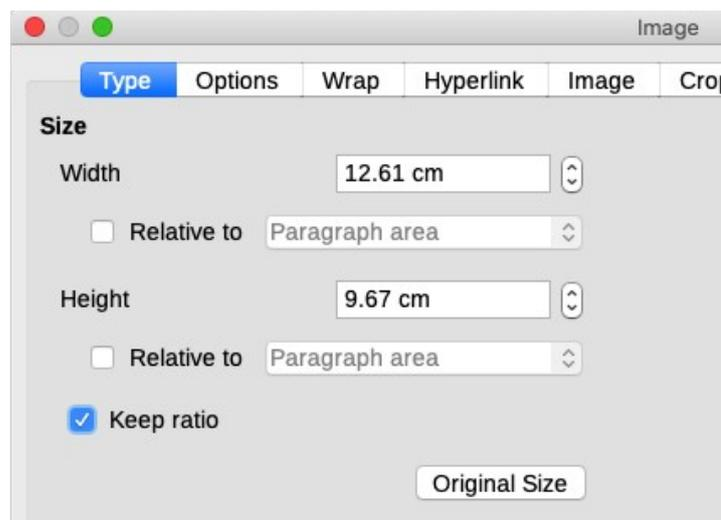 Image
Type Options Wrap Hyperlink Image Crop
Size
Width 12.61 cm
Relative to Paragraph area
Height 9.67 cm
Relative to Paragraph area
Keep ratio
Original Size